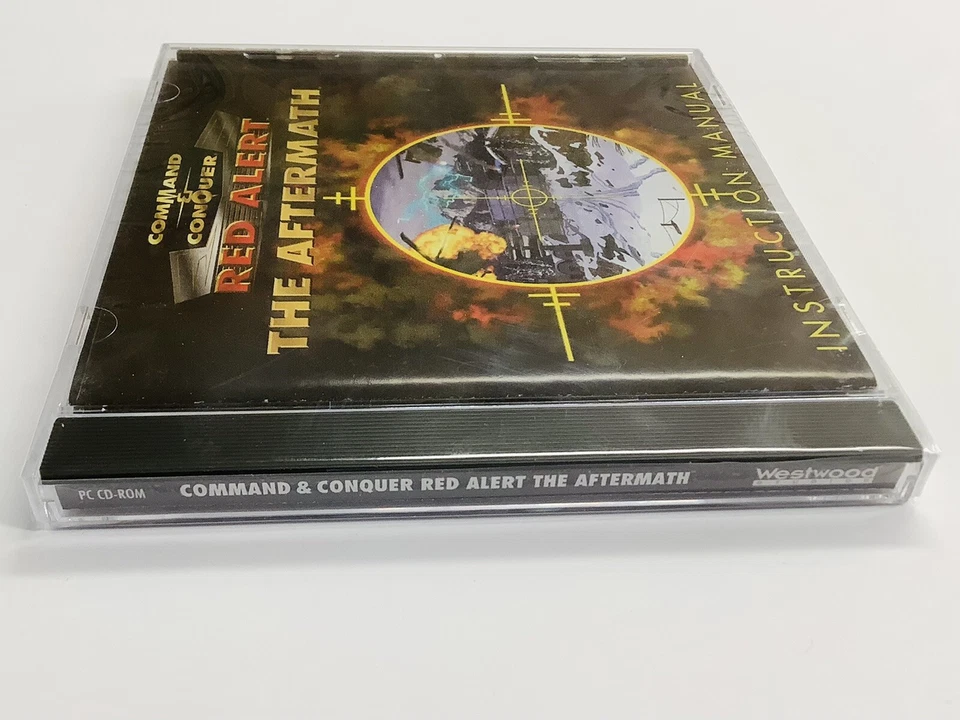 COMMAND
&
CONQUER
RED ALERT
THE AFTERMATH
INSTRUCTION MANUAL
PC CD-ROM
COMMAND & CONQUER RED ALERT THE AFTERMATH
Westwood